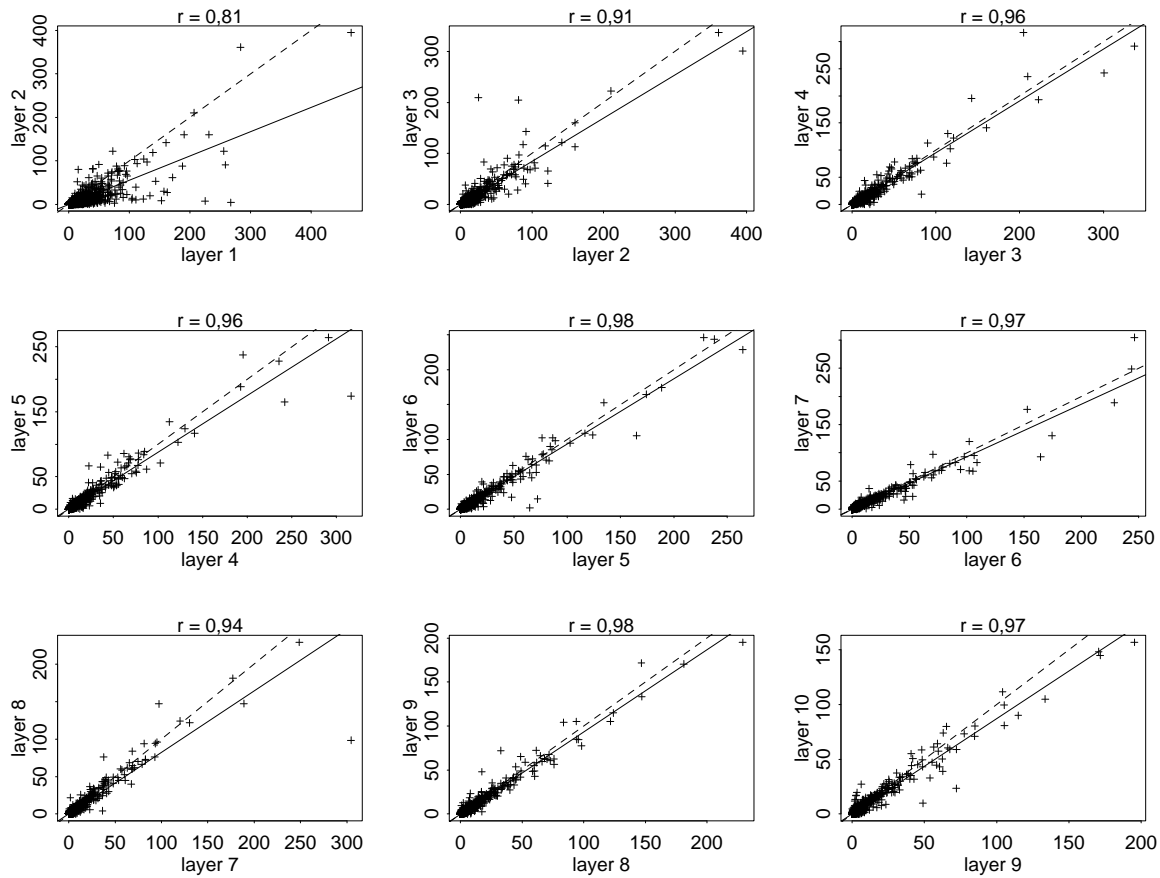 r = 0,81
layer 2
0 100 200 300 400
0 100 200 300 400
layer 1
r = 0,91
layer 3
0 100 200 300
0 100 200 300 400
layer 2
r = 0,96
layer 4
0 50 150 250
0 100 200 300
layer 3
r = 0,96
layer 5
0 50 150 250
0 50 100 150 200 250 300
layer 4
r = 0,98
layer 6
0 50 100 200
0 50 100 150 200 250
layer 5
r = 0,97
layer 7
0 50 150 250
0 50 100 150 200 250
layer 6
r = 0,94
layer 8
0 100 200
0 50 100 150 200 250 300
layer 7
r = 0,98
layer 9
0 50 100 150 200
0 50 100 150 200
layer 8
r = 0,97
layer 10
0 50 100 150
0 50 100 150 200
layer 9